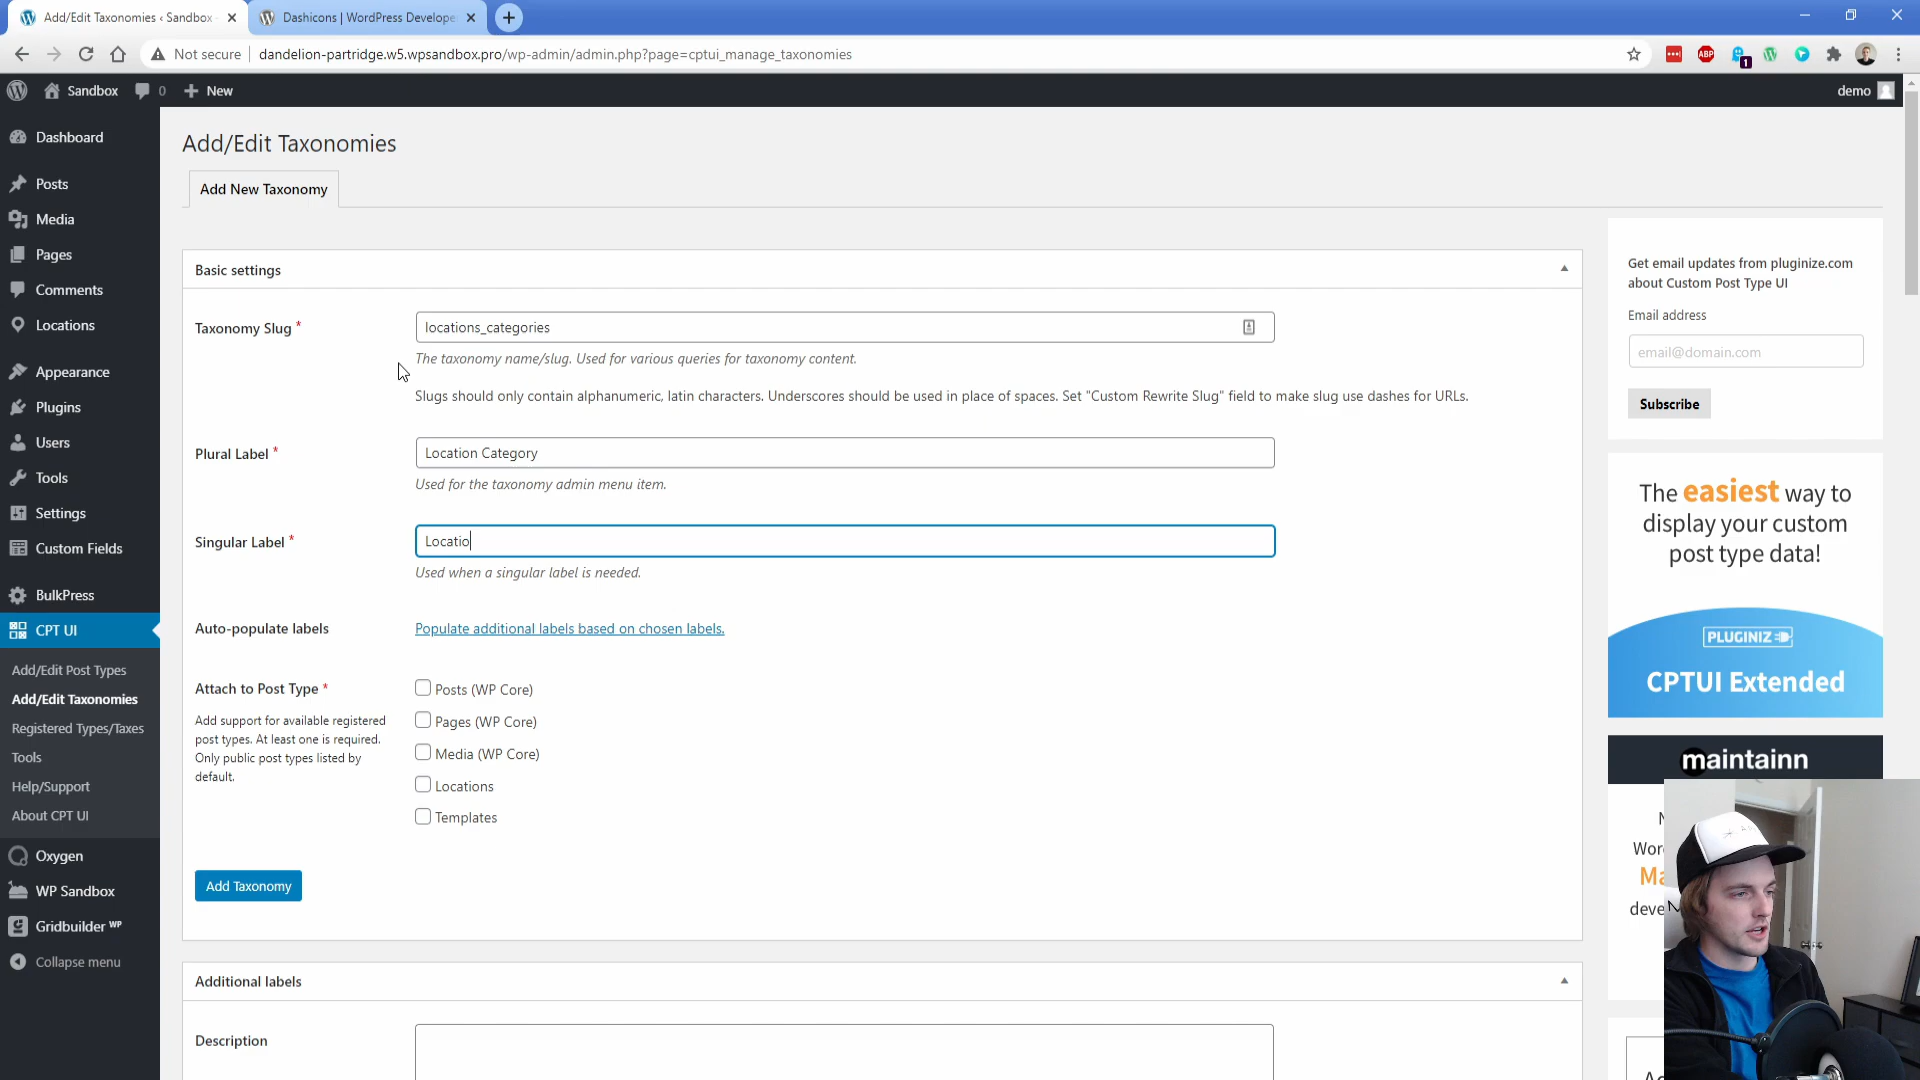 Add/Edit Taxonomies ‹ Sandbox
Dashicons | WordPress Develope
Not secure
dandelion-partridge.w5.wpsandbox.pro/wp-admin/admin.php?page=cptui_manage_taxonomies
ABP
1
Sandbox
0
New
demo
Dashboard
Posts
Media
Pages
Comments
Locations
Appearance
Plugins
Users
Tools
Settings
Custom Fields
BulkPress
CPT UI
Add/Edit Post Types
Add/Edit Taxonomies
Registered Types/Taxes
Tools
Help/Support
About CPT UI
Oxygen
WP Sandbox
Gridbuilder WP
Collapse menu
Add/Edit Taxonomies
Add New Taxonomy
Basic settings
Taxonomy Slug *
locations_categories
The taxonomy name/slug. Used for various queries for taxonomy content.
Slugs should only contain alphanumeric, latin characters. Underscores should be used in place of spaces. Set "Custom Rewrite Slug" field to make slug use dashes for URLs.
Plural Label *
Location Category
Used for the taxonomy admin menu item.
Singular Label *
Locatio
Used when a singular label is needed.
Auto-populate labels
Populate additional labels based on chosen labels.
Attach to Post Type *
Add support for available registered
post types. At least one is required.
Only public post types listed by
default.
Posts (WP Core)
Pages (WP Core)
Media (WP Core)
Locations
Templates
Add Taxonomy
Additional labels
Description
Get email updates from pluginize.com
about Custom Post Type UI
Email address
email@domain.com
Subscribe
The easiest way to
display your custom
post type data!
PLUGINIZ
CPTUI Extended
maintainn
Wor
Ma
deve